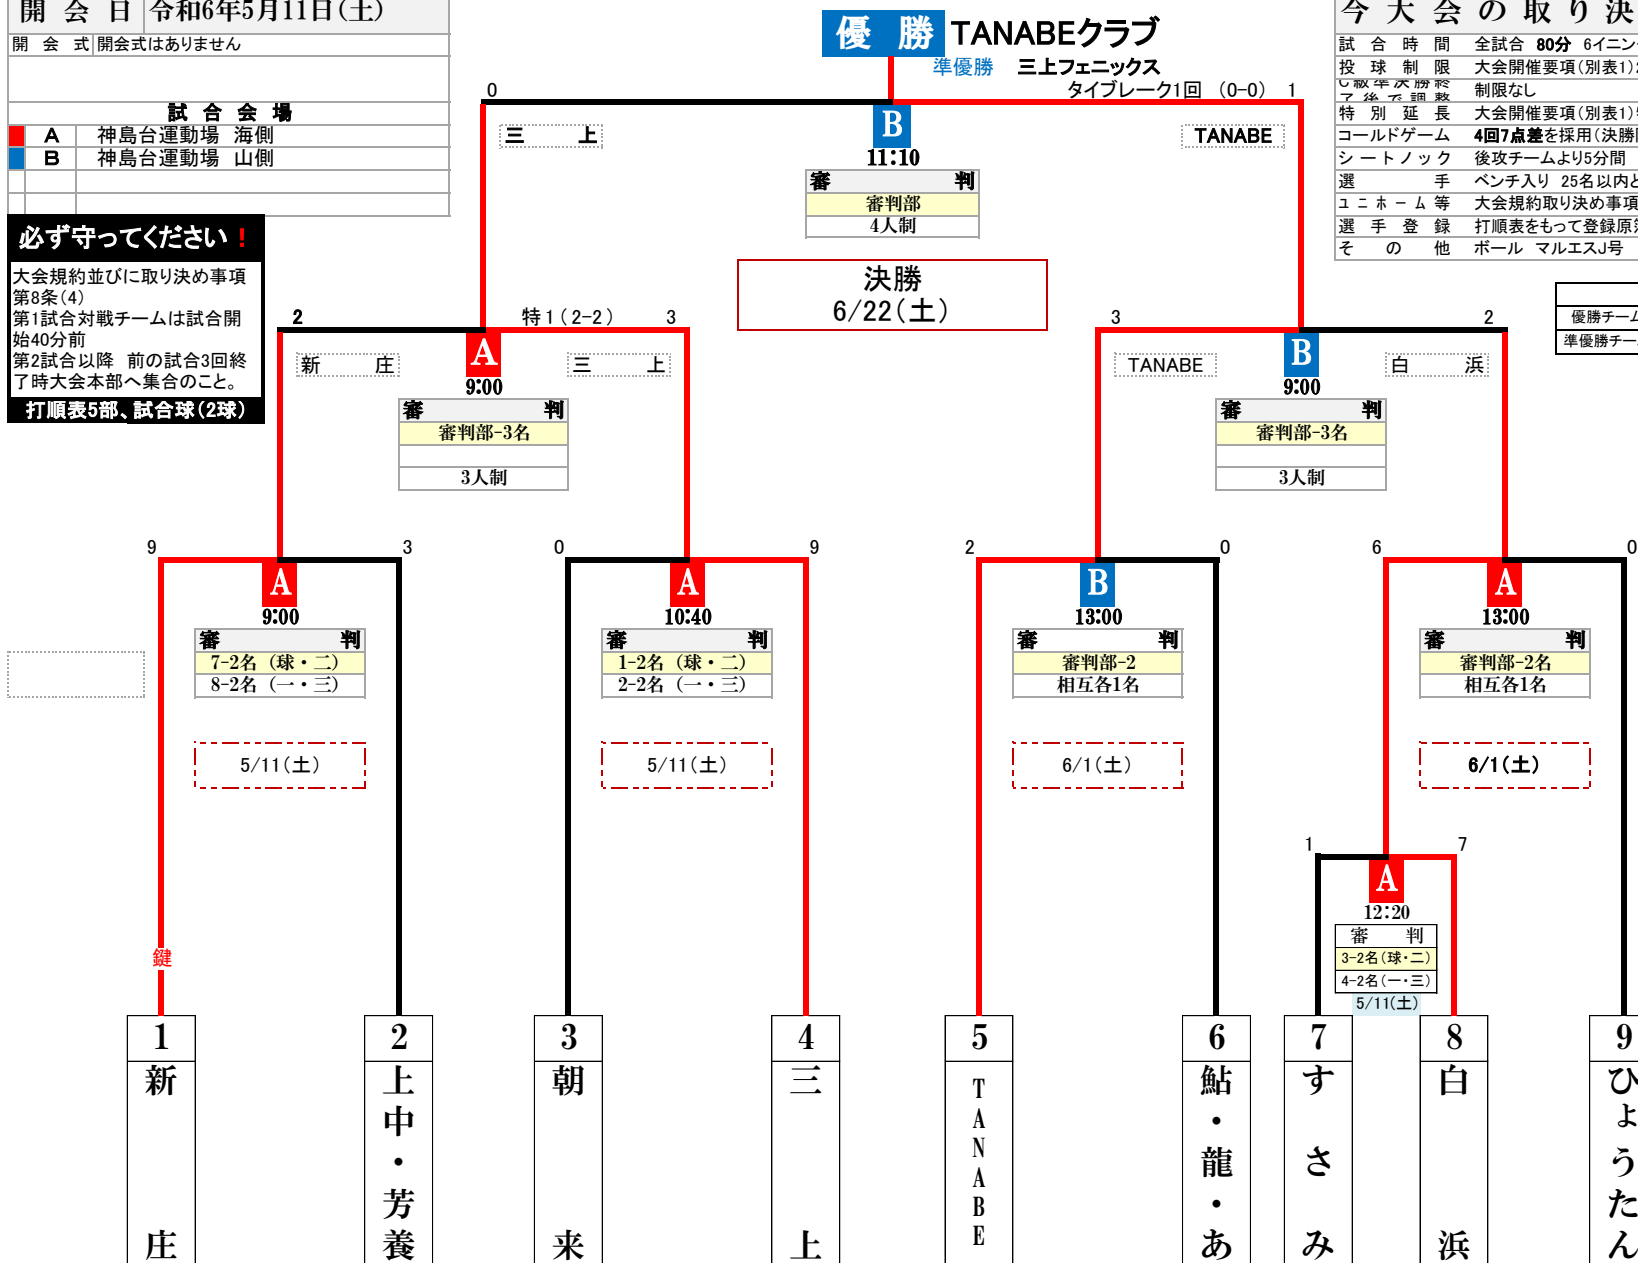 開会日 令和6年5月11日(土)
開会式 開会式はありません
試合会場
A 神島台運動場 海側
B 神島台運動場 山側
必ず守ってください!
大会規約並びに取り決め事項
第8条(4)
第1試合対戦チームは試合開
始40分前
第2試合以降 前の試合3回終
了時大会本部へ集合のこと。
打順表5部、試合球(2球)
優勝 TANABEクラブ
準優勝 三上フェニックス
0 タイブレーク1回 (0-0) 1
三上 B TANABE
11:10
審判
審判部
4人制
決勝
6/22(土)
今大会の取り決
試合時間 全試合 80分 6イニン
投球制限 大会開催要項(別表1)
C級準決勝終
了後で調整 制限なし
特別延長 大会開催要項(別表1)
コールドゲーム 4回7点差を採用(決勝
シートノック 後攻チームより5分間
選手 ベンチ入り 25名以内と
ユニホーム等 大会規約取り決め事項
選手登録 打順表をもって登録原
その他 ボール マルエスJ号
優勝チーム
準優勝チー
2 特1(2-2) 3
新庄 A 三上
9:00
審判
審判部-3名
3人制
3 2
TANABE B 白浜
9:00
審判
審判部-3名
3人制
9 3
A
9:00
審判
7-2名(球・二)
8-2名(一・三)
5/11(土)
0 9
A
10:40
審判
1-2名(球・二)
2-2名(一・三)
5/11(土)
2 0
B
13:00
審判
審判部-2
相互各1名
6/1(土)
6 0
A
13:00
審判
審判部-2名
相互各1名
6/1(土)
1 7
A
12:20
審判
3-2名(球・二)
4-2名(一・三)
5/11(土)
鍵
1 新庄
2 上中・芳養
3 朝来
4 三上
5 TANABE
6 鮎・龍・あ
7 すさみ
8 白浜
9 ひょうたん